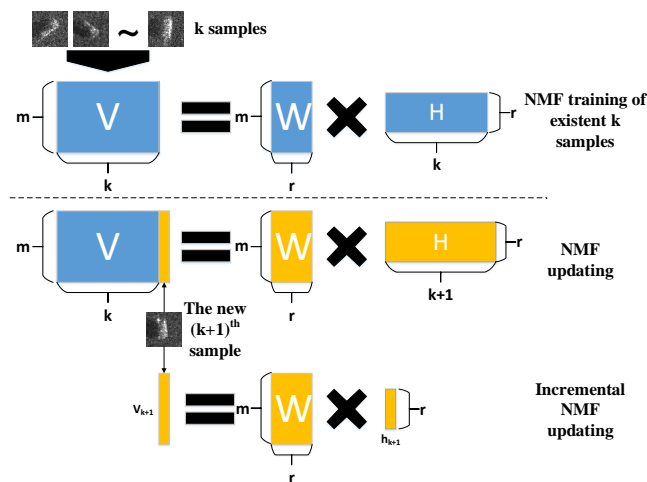 k samples
m
V
m
W
H
r
k
r
k
NMF training of
existent k
samples
m
V
m
W
H
r
k
r
k+1
NMF
updating
The new
(k+1)th
sample
Vk+1
m
W
r
hk+1
r
Incremental
NMF
updating